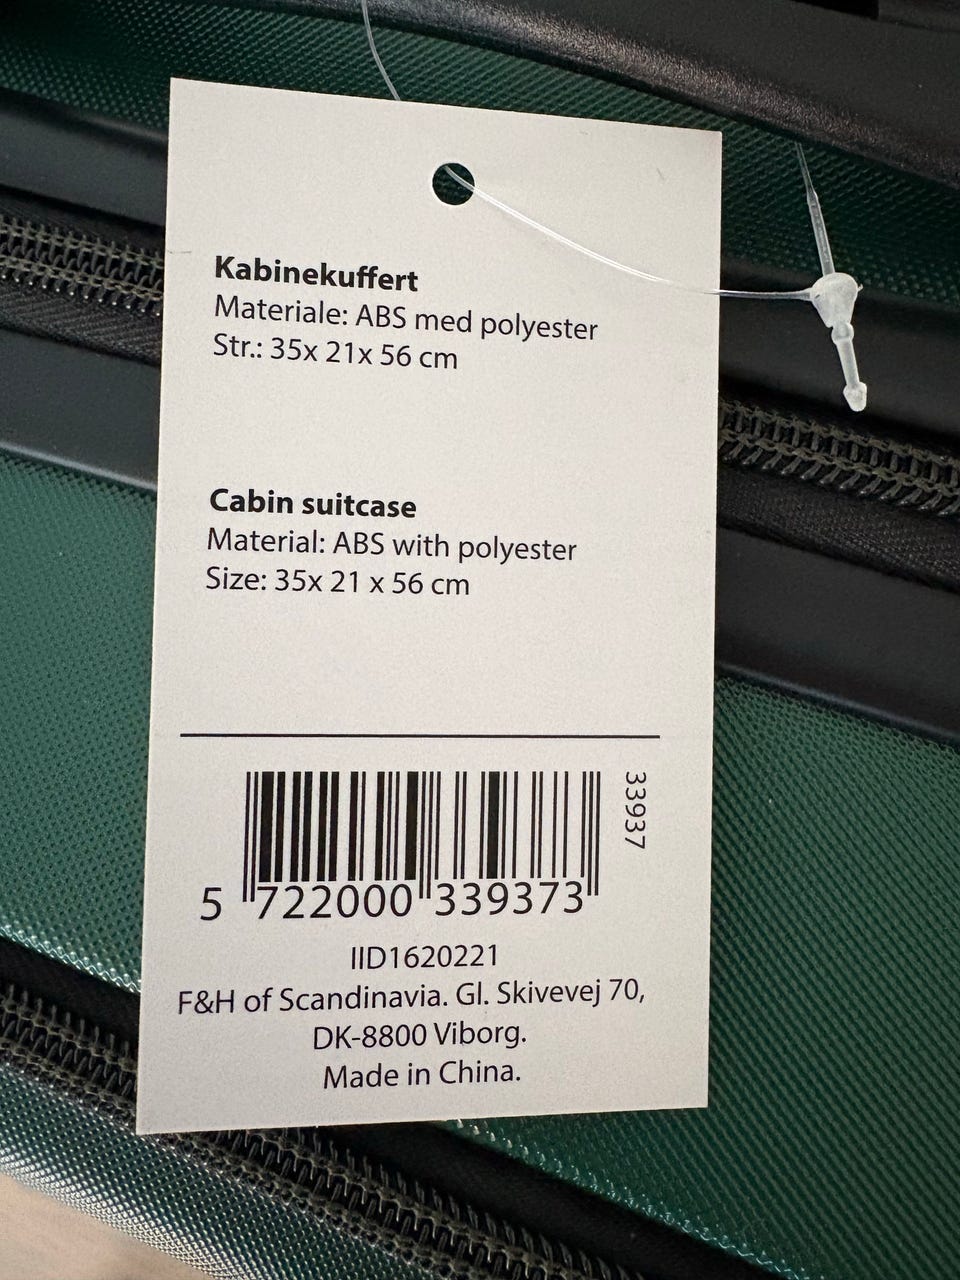 Kabinekuffert
Materiale: ABS med polyester
Str.: 35x 21x 56 cm
Cabin suitcase
Material: ABS with polyester
Size: 35x 21 x 56 cm
33937
5 722000 339373
IID1620221
F&H of Scandinavia. Gl. Skivevej 70,
DK-8800 Viborg.
Made in China.